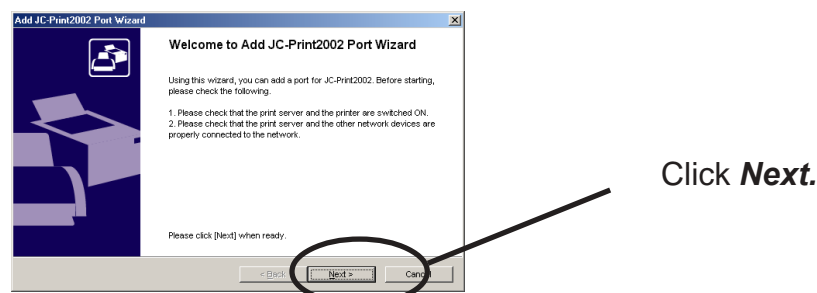 Add JC-Print2002 Port Wizard
Welcome to Add JC-Print2002 Port Wizard
Using this wizard, you can add a port for JC-Print2002. Before starting,
please check the following.
1. Please check that the print server and the printer are switched ON.
2. Please check that the print server and the other network devices are
properly connected to the network.
Please click [Next] when ready.
< Back
Next >
Cancel
Click Next.